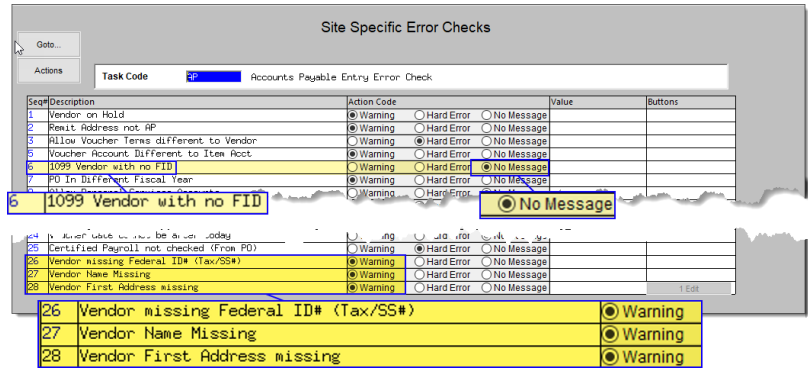 Site Specific Error Checks
Goto...
Actions
Task Code AP Accounts Payable Entry Error Check
Seq# Description Action Code Value Buttons
1 Vendor on Hold Warning Hard Error No Message
2 Remit Address not AP Warning Hard Error No Message
3 Allow Voucher Terms different to Vendor Warning Hard Error No Message
5 Voucher Account Different to Item Acct Warning Hard Error No Message
6 1099 Vendor with no FID Warning Hard Error No Message
7 PO In Different Fiscal Year Warning Hard Error No Message
Warning Hard Error No Message
6 1099 Vendor with no FID No Message
24
25 Certified Payroll not checked (From PO) Warning Hard Error No Message
26 Vendor missing Federal ID# (Tax/SS#) Warning Hard Error No Message
27 Vendor Name Missing Warning Hard Error No Message
28 Vendor First Address missing Warning Hard Error No Message 1 Edit
26 Vendor missing Federal ID# (Tax/SS#) Warning
27 Vendor Name Missing Warning
28 Vendor First Address missing Warning